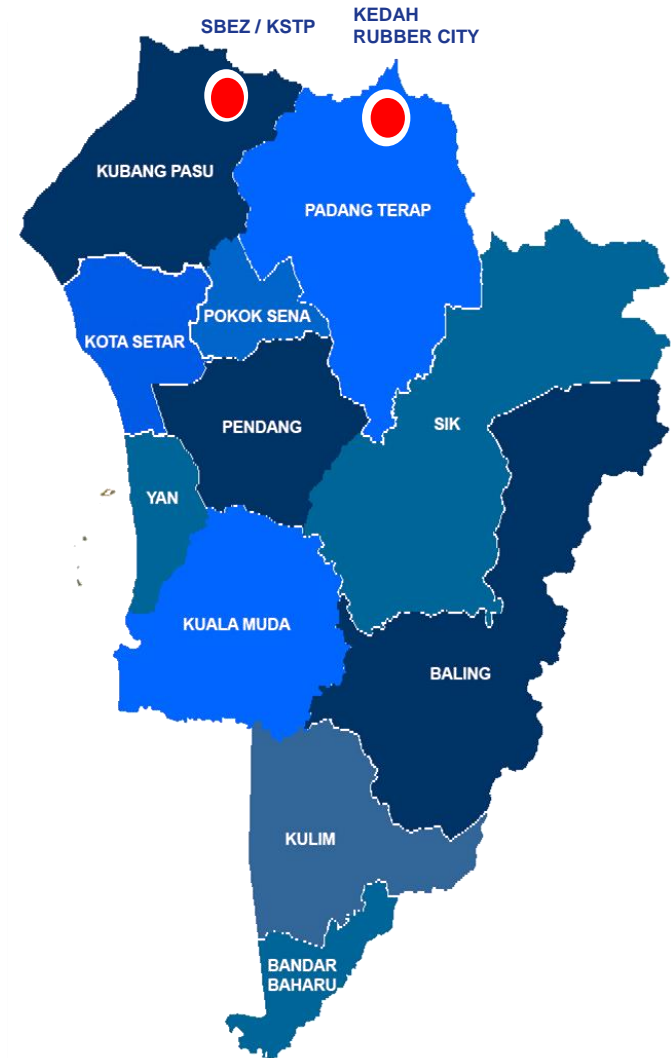 SBEZ / KSTP
KEDAH
RUBBER CITY
KUBANG PASU
PADANG TERAP
POKOK SENA
KOTA SETAR
PENDANG
SIK
YAN
KUALA MUDA
BALING
KULIM
BANDAR
BAHARU